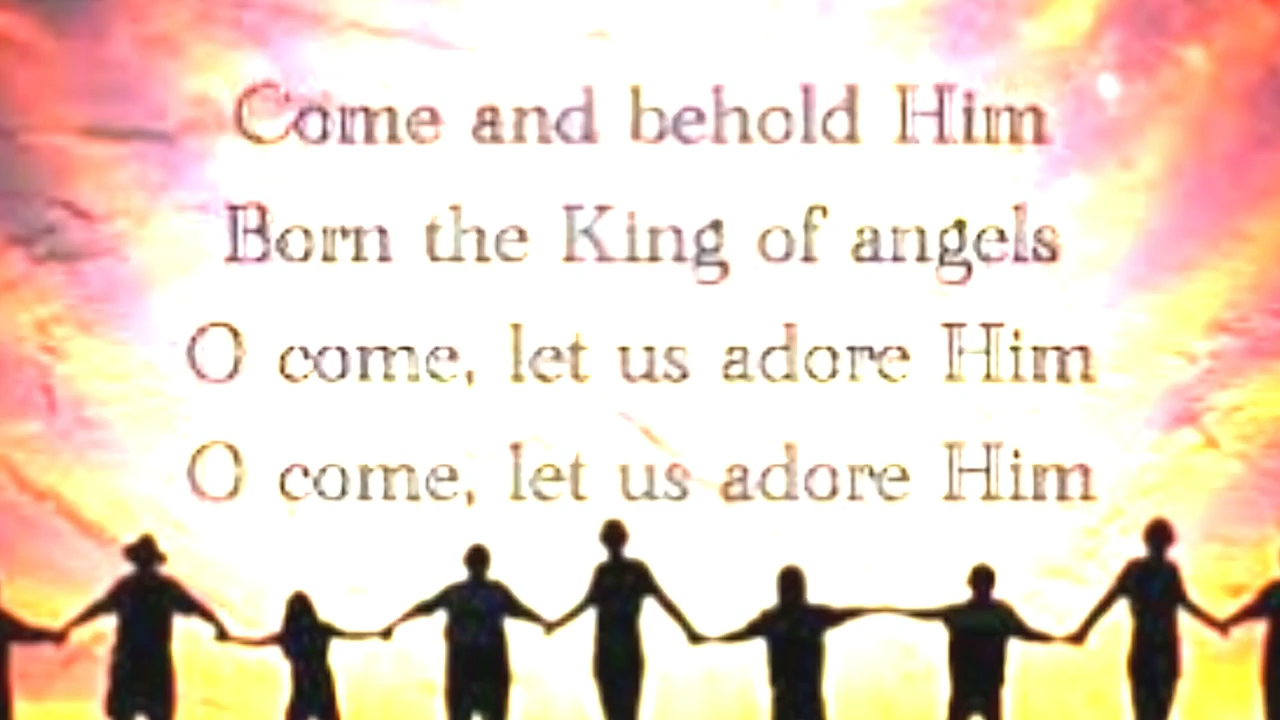 Come and behold Him
Born the King of angels
O come, let us adore Him
O come, let us adore Him